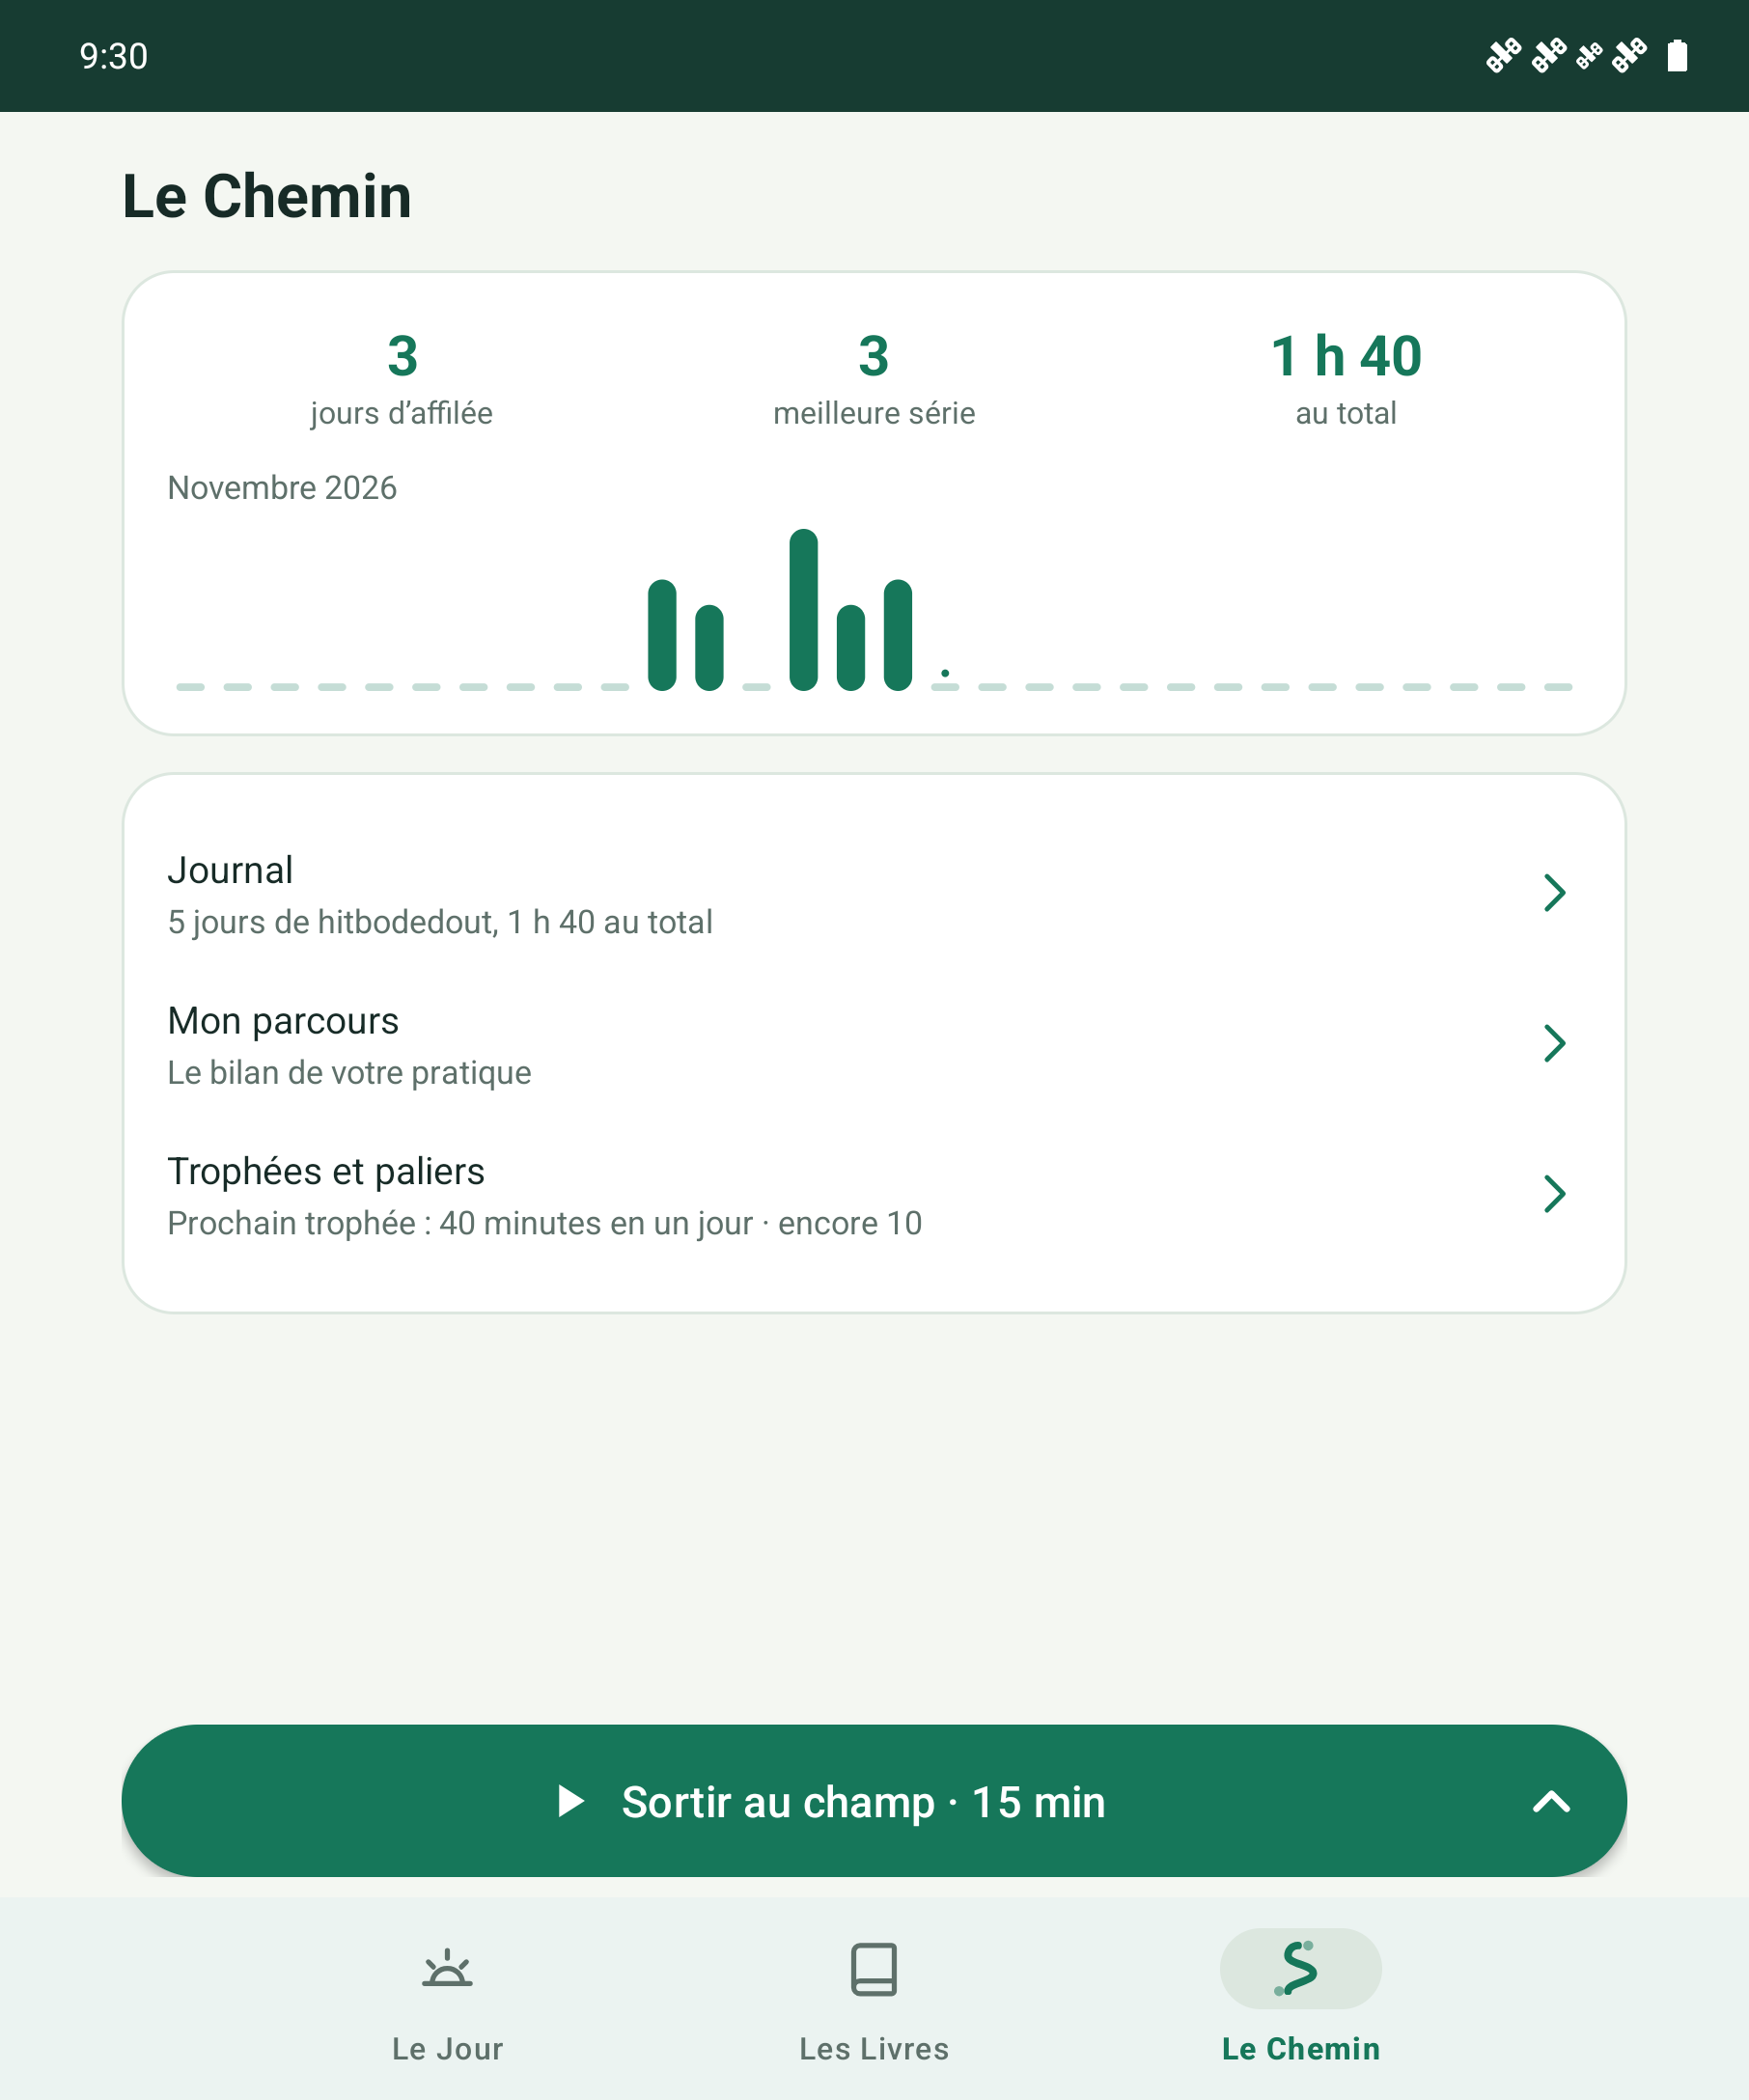 9:30
Le Chemin
3
jours d’affilée
3
meilleure série
1 h 40
au total
Novembre 2026
Journal
5 jours de hitbodedout, 1 h 40 au total
Mon parcours
Le bilan de votre pratique
Trophées et paliers
Prochain trophée : 40 minutes en un jour · encore 10
Sortir au champ · 15 min
Le Jour
Les Livres
Le Chemin